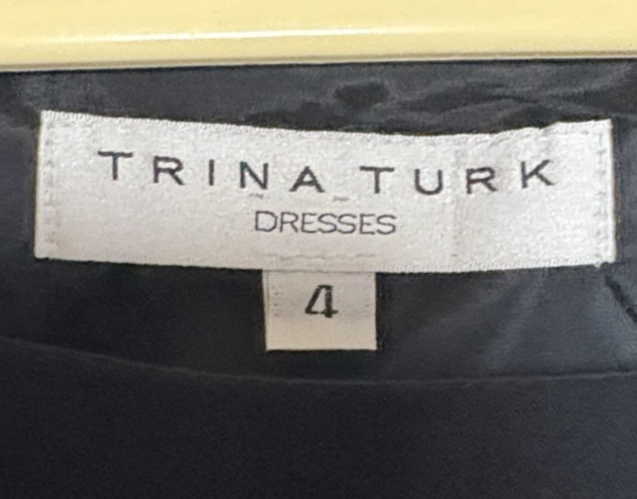 TRINA TURK
DRESSES
4